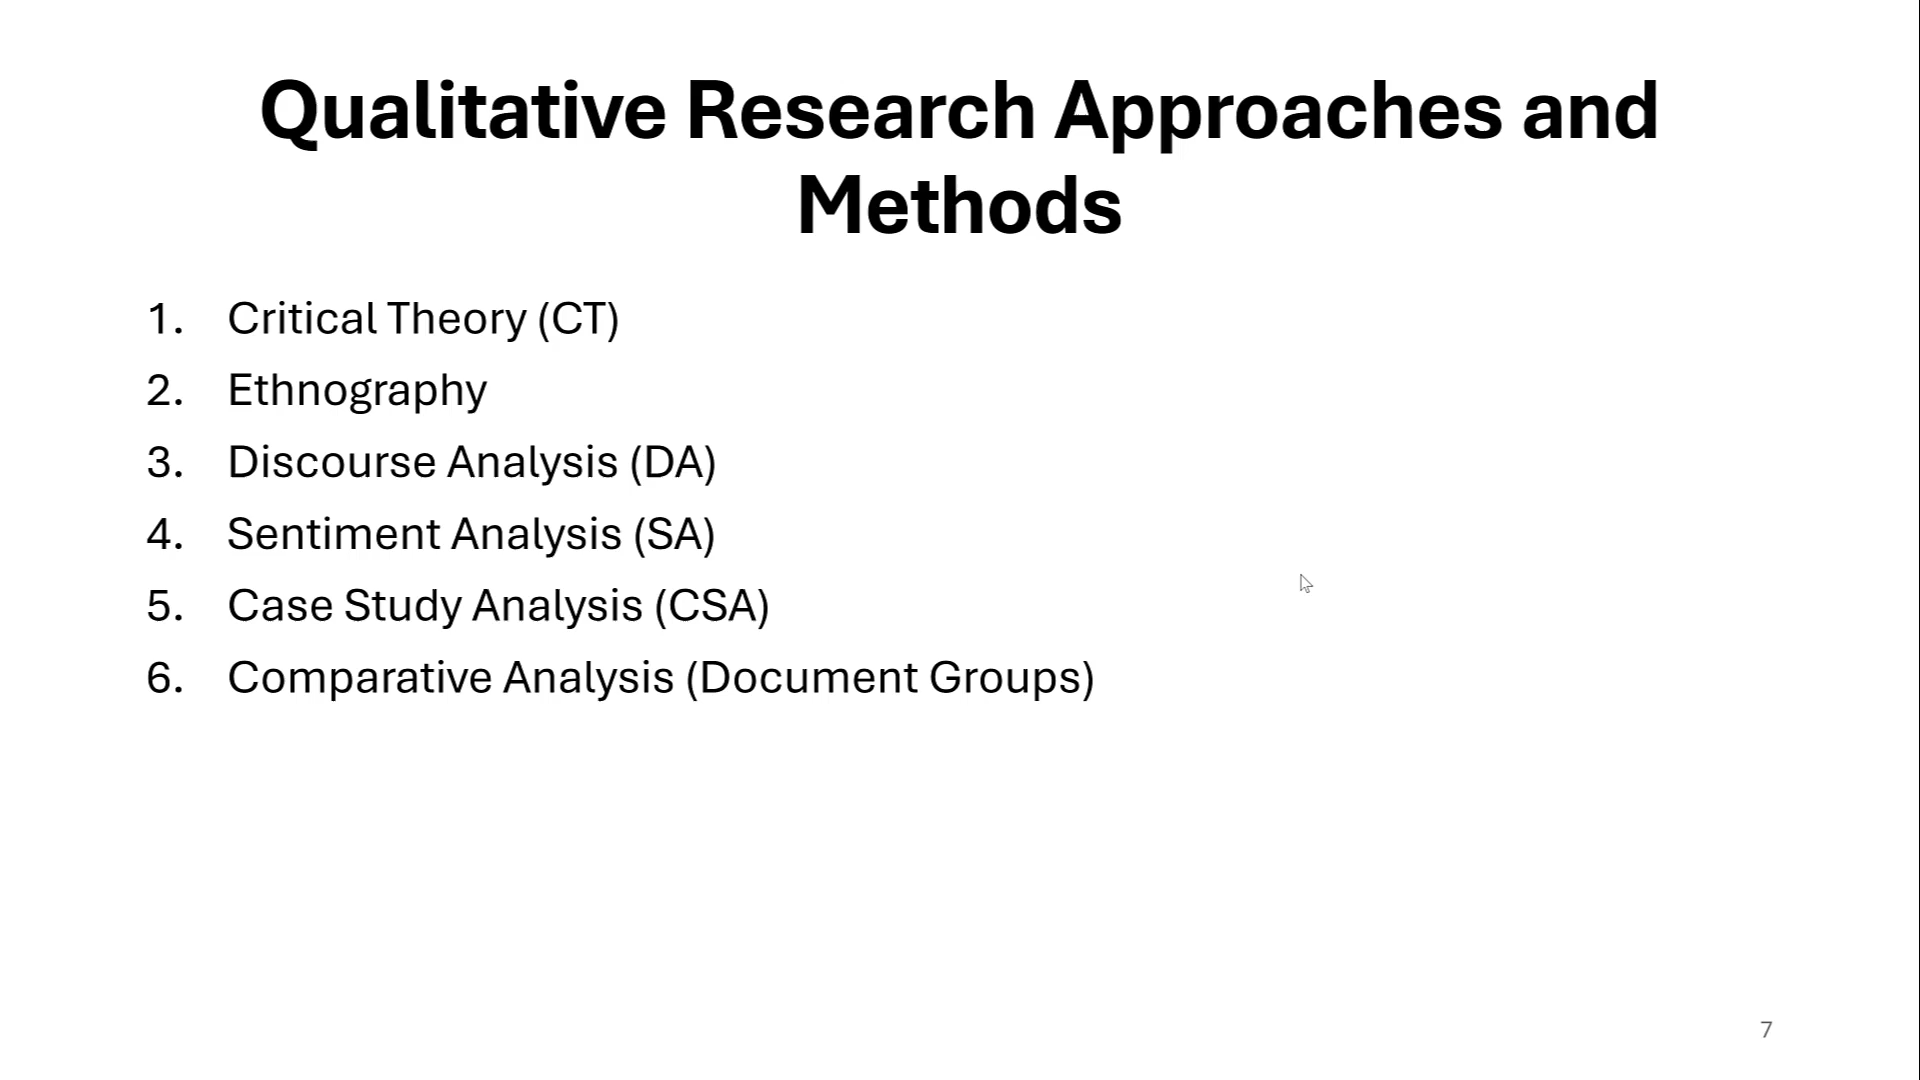 Qualitative Research Approaches and
Methods
1. Critical Theory (CT)
2. Ethnography
3. Discourse Analysis (DA)
4. Sentiment Analysis (SA)
5. Case Study Analysis (CSA)
6. Comparative Analysis (Document Groups)
7